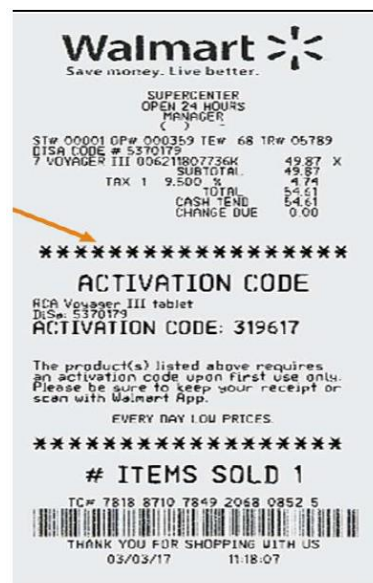 Walmart
Save money. Live better.
SUPERCENTER
OPEN 24 HOURS
MANAGER
( ) -
ST# 00001 OP# 000359 TE# 68 TR# 05789
DISA CODE # 5370179
7 VOYAGER III 006211807736K 49.87 X
SUBTOTAL 49.87
TAX 1 9.500 % 4.74
TOTAL 54.61
CASH TEND 54.61
CHANGE DUE 0.00
******************
ACTIVATION CODE
RCA Voyager III tablet
DiS#: 5370179
ACTIVATION CODE: 319617
The product(s) listed above requires
an activation code upon first use only.
Please be sure to keep your receipt or
scan with Walmart App.
EVERY DAY LOW PRICES.
******************
# ITEMS SOLD 1
TC# 7818 8710 7849 2068 0852 5
THANK YOU FOR SHOPPING WITH US
03/03/17 11:18:07